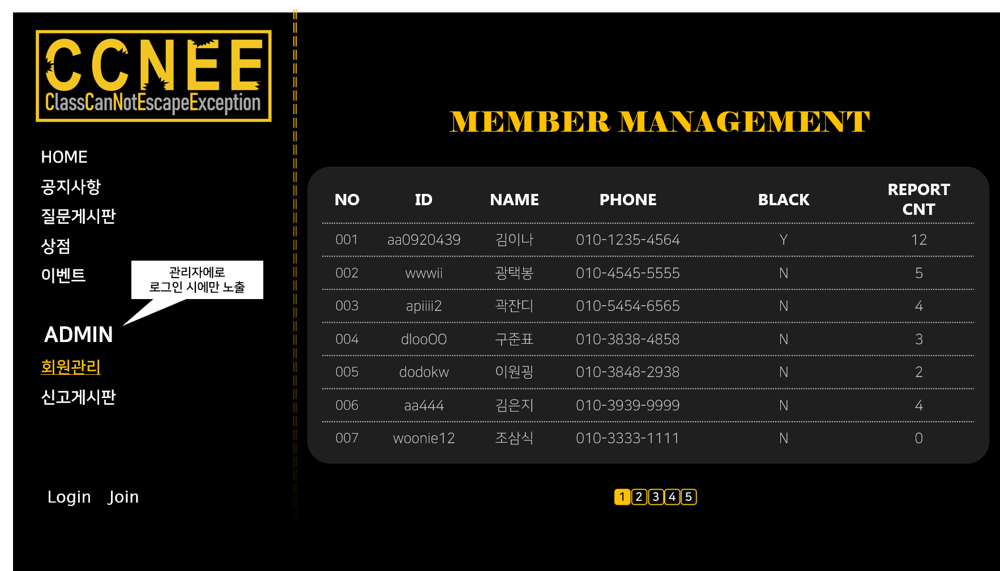 CCNEE
ClassCanNotEscapeException
HOME
공지사항
질문게시판
상점
이벤트
관리자에로
로그인 시에만 노출
ADMIN
회원관리
신고게시판
Login Join
MEMBER MANAGEMENT
NO ID NAME PHONE BLACK REPORT CNT
001 aa0920439 김이나 010-1235-4564 Y 12
002 wwwii 광택봉 010-4545-5555 N 5
003 apiiii2 곽잔디 010-5454-6565 N 4
004 dlooOO 구준표 010-3838-4858 N 3
005 dodokw 이원굉 010-3848-2938 N 2
006 aa444 김은지 010-3939-9999 N 4
007 woonie12 조삼식 010-3333-1111 N 0
1 2 3 4 5